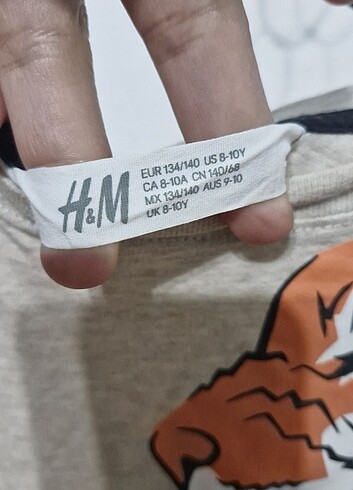 H&M
EUR 134/140 US 8-10Y
CA 8-10A CN 140/68
MX 134/140 AUS 9-10
UK 8-10Y